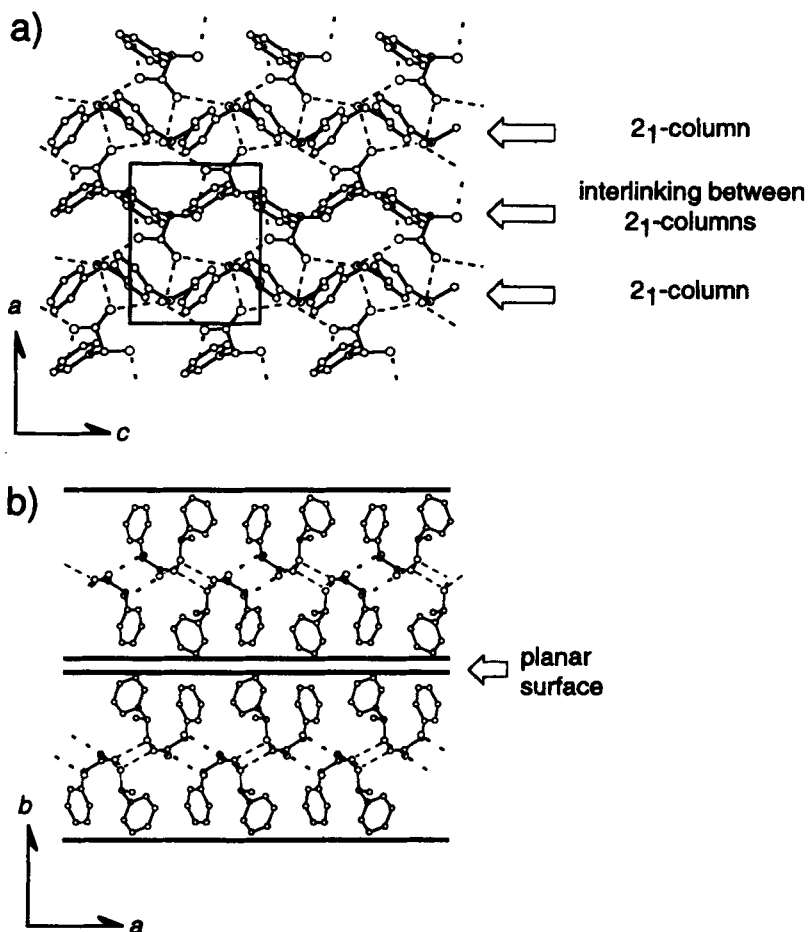 a)
2₁-column
interlinking between
2₁-columns
2₁-column
a
c
b)
planar
surface
b
a